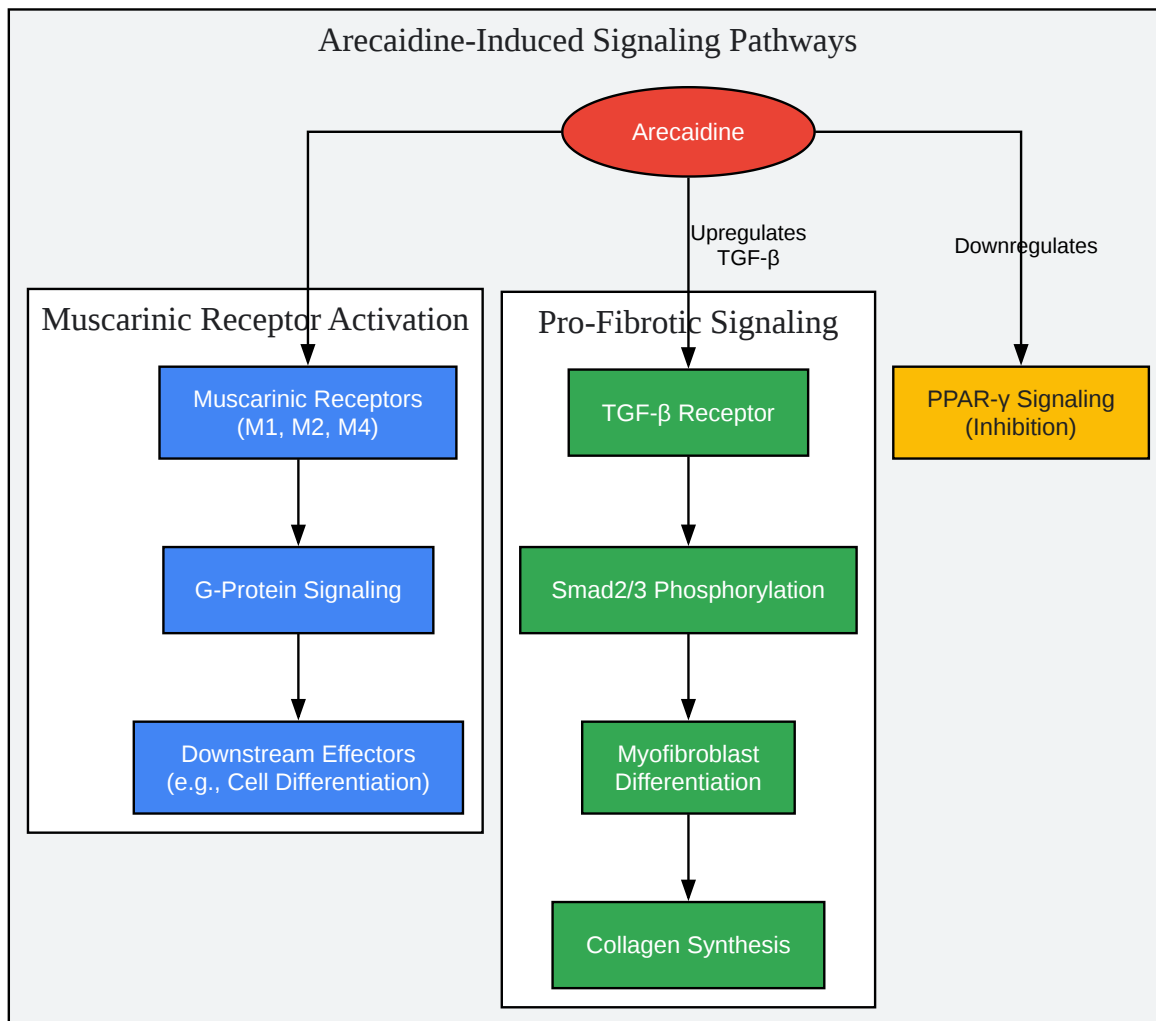 Arecaidine-Induced Signaling Pathways
Arecaidine
Upregulates
TGF-β
Downregulates
Muscarinic Receptor Activation
Muscarinic Receptors
(M1, M2, M4)
G-Protein Signaling
Downstream Effectors
(e.g., Cell Differentiation)
Pro-Fibrotic Signaling
TGF-β Receptor
Smad2/3 Phosphorylation
Myofibroblast
Differentiation
Collagen Synthesis
PPAR-γ Signaling
(Inhibition)